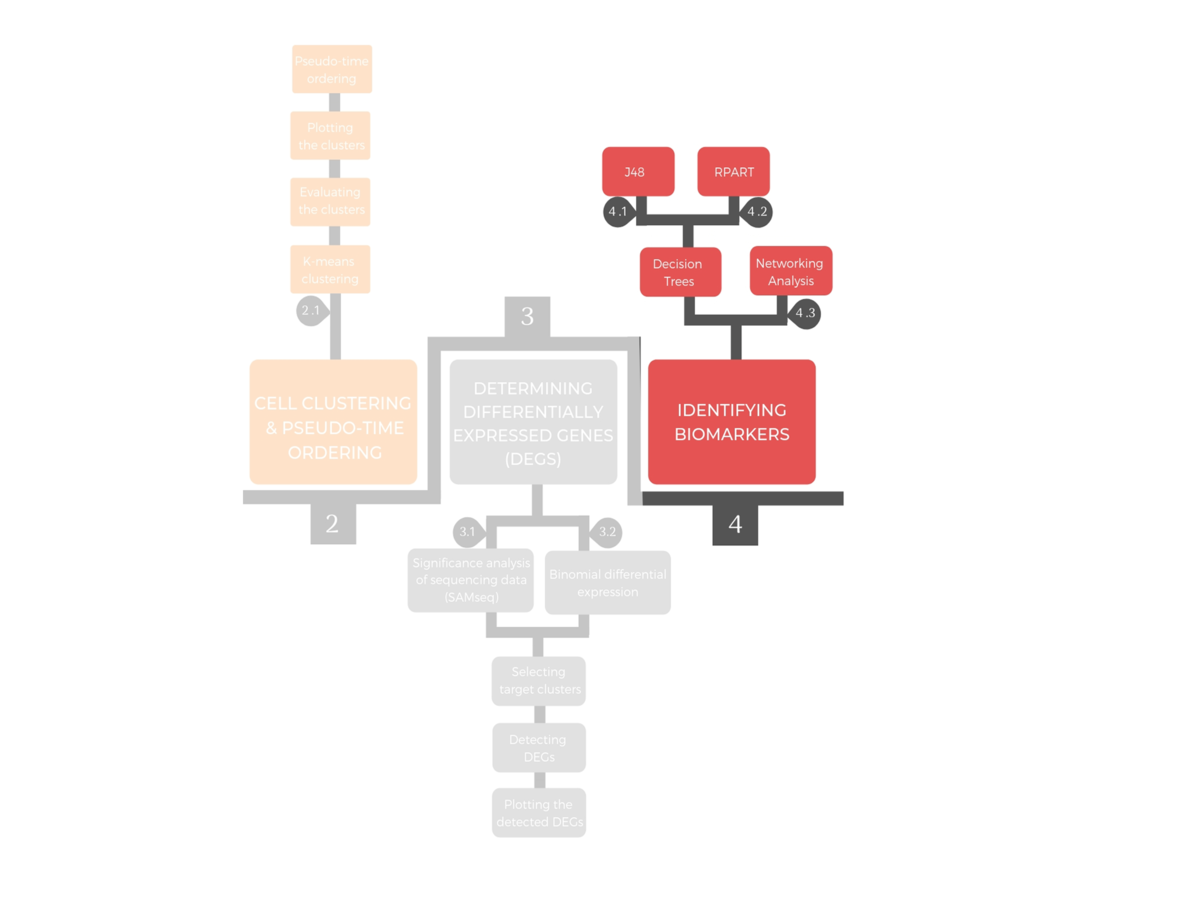 Pseudo-time
ordering
Plotting
the clusters
Evaluating
the clusters
K-means
clustering
2.1
CELL CLUSTERING
& PSEUDO-TIME
ORDERING
2
3
DETERMINING
DIFFERENTIALLY
EXPRESSED GENES
(DEGS)
3.1
3.2
Significance analysis
of sequencing data
(SAMseq)
Binomial differential
expression
Selecting
target clusters
Detecting
DEGs
Plotting the
detected DEGs
J48
RPART
4.1
4.2
Decision
Trees
Networking
Analysis
4.3
IDENTIFYING
BIOMARKERS
4